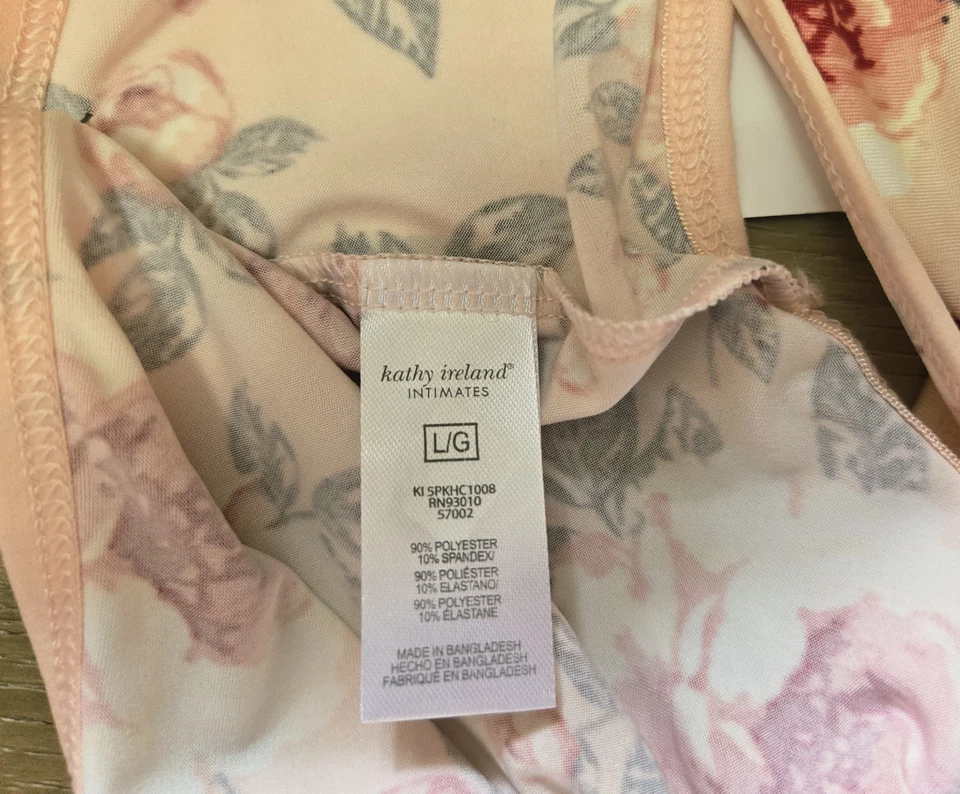 kathy ireland®
INTIMATES
L/G
KI 5PKHC1008
RN93010
57002
90% POLYESTER
10% SPANDEX/
90% POLIÉSTER
10% ELASTANO/
90% POLYESTER
10% ÉLASTANE
MADE IN BANGLADESH
HECHO EN BANGLADESH
FABRIQUÉ EN BANGLADESH